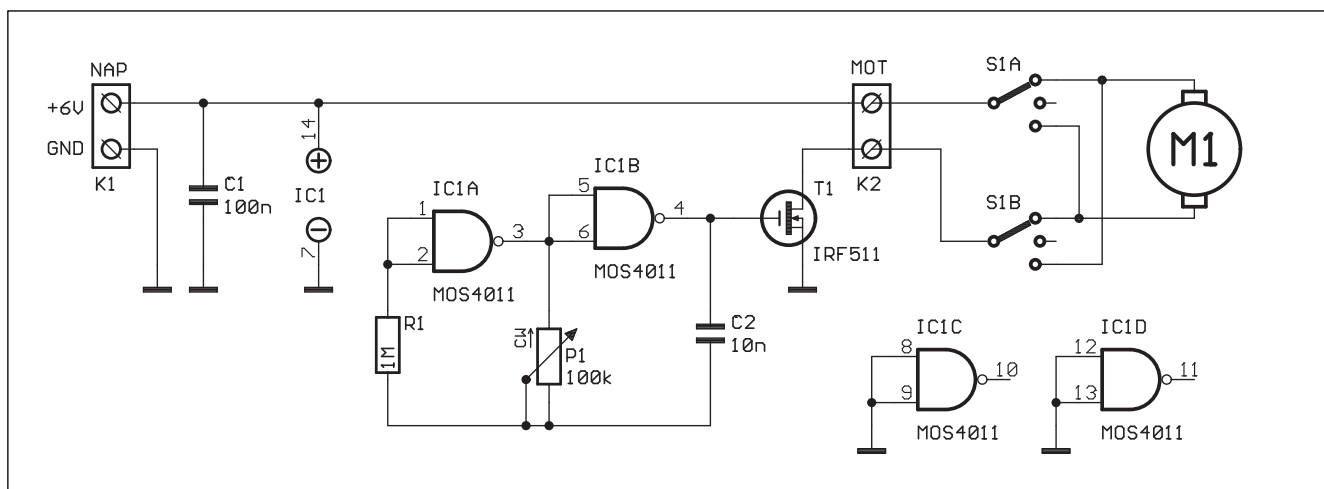 NAP
+6V
GND
K1
C1
100n
14
IC1
7
IC1A
1
2
3
MOS4011
R1
1M
IC1B
5
6
4
MOS4011
CW
P1
100k
C2
10n
T1
IRF511
MOT
K2
S1A
S1B
M1
IC1C
8
9
10
MOS4011
IC1D
12
13
11
MOS4011